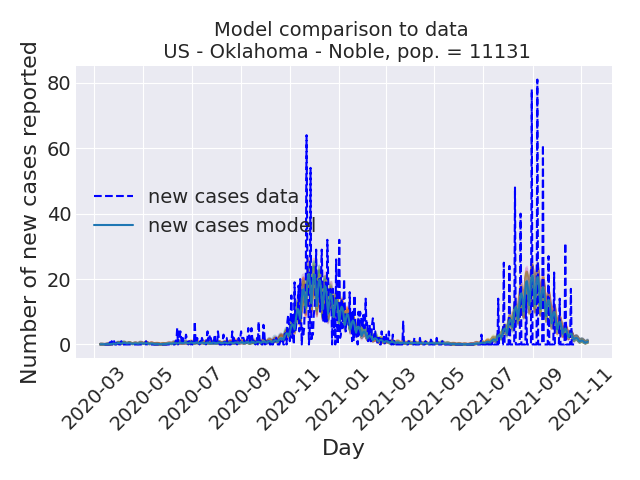 Model comparison to data
US - Oklahoma - Noble, pop. = 11131
Number of new cases reported
80
60
40
20
0
new cases data
new cases model
2020-03
2020-05
2020-07
2020-09
2020-11
2021-01
2021-03
2021-05
2021-07
2021-09
2021-11
Day